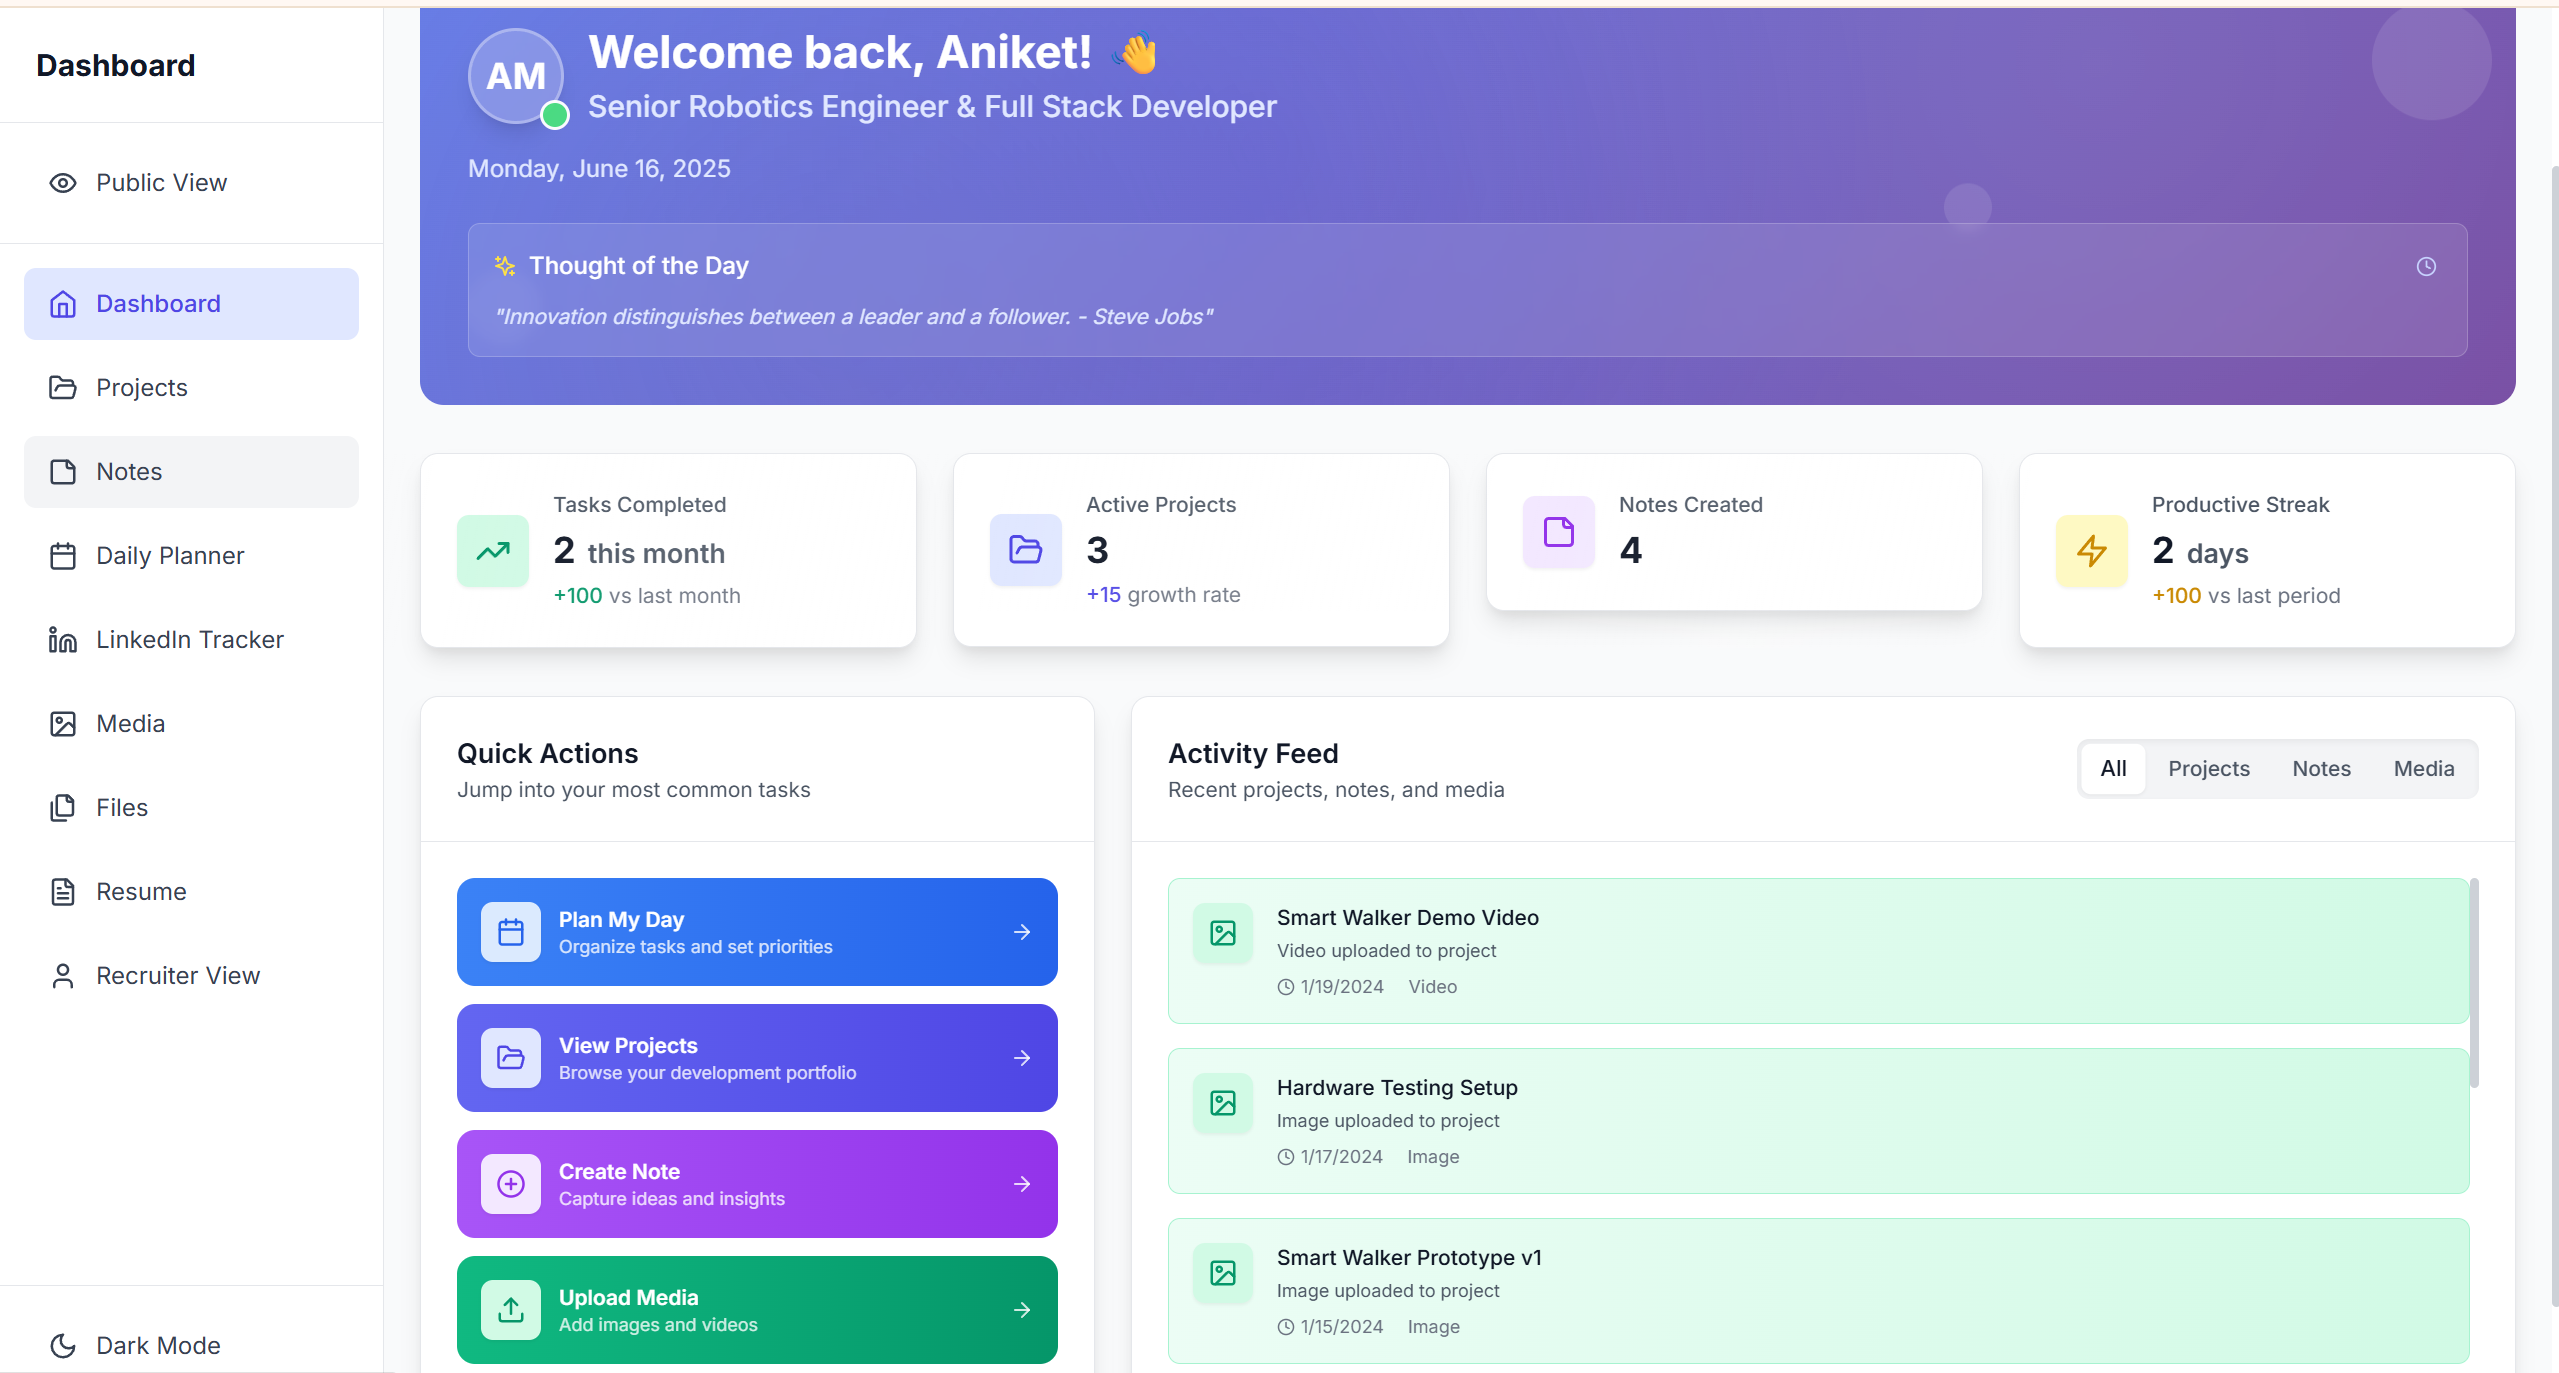 Dashboard
Public View
Dashboard
Projects
Notes
Daily Planner
LinkedIn Tracker
Media
Files
Resume
Recruiter View
Dark Mode
AM
Welcome back, Aniket! 👋
Senior Robotics Engineer & Full Stack Developer
Monday, June 16, 2025
Thought of the Day
"Innovation distinguishes between a leader and a follower. - Steve Jobs"
Tasks Completed
2 this month
+100 vs last month
Active Projects
3
+15 growth rate
Notes Created
4
Productive Streak
2 days
+100 vs last period
Quick Actions
Jump into your most common tasks
Plan My Day
Organize tasks and set priorities
View Projects
Browse your development portfolio
Create Note
Capture ideas and insights
Upload Media
Add images and videos
Activity Feed
Recent projects, notes, and media
All Projects Notes Media
Smart Walker Demo Video
Video uploaded to project
1/19/2024 Video
Hardware Testing Setup
Image uploaded to project
1/17/2024 Image
Smart Walker Prototype v1
Image uploaded to project
1/15/2024 Image